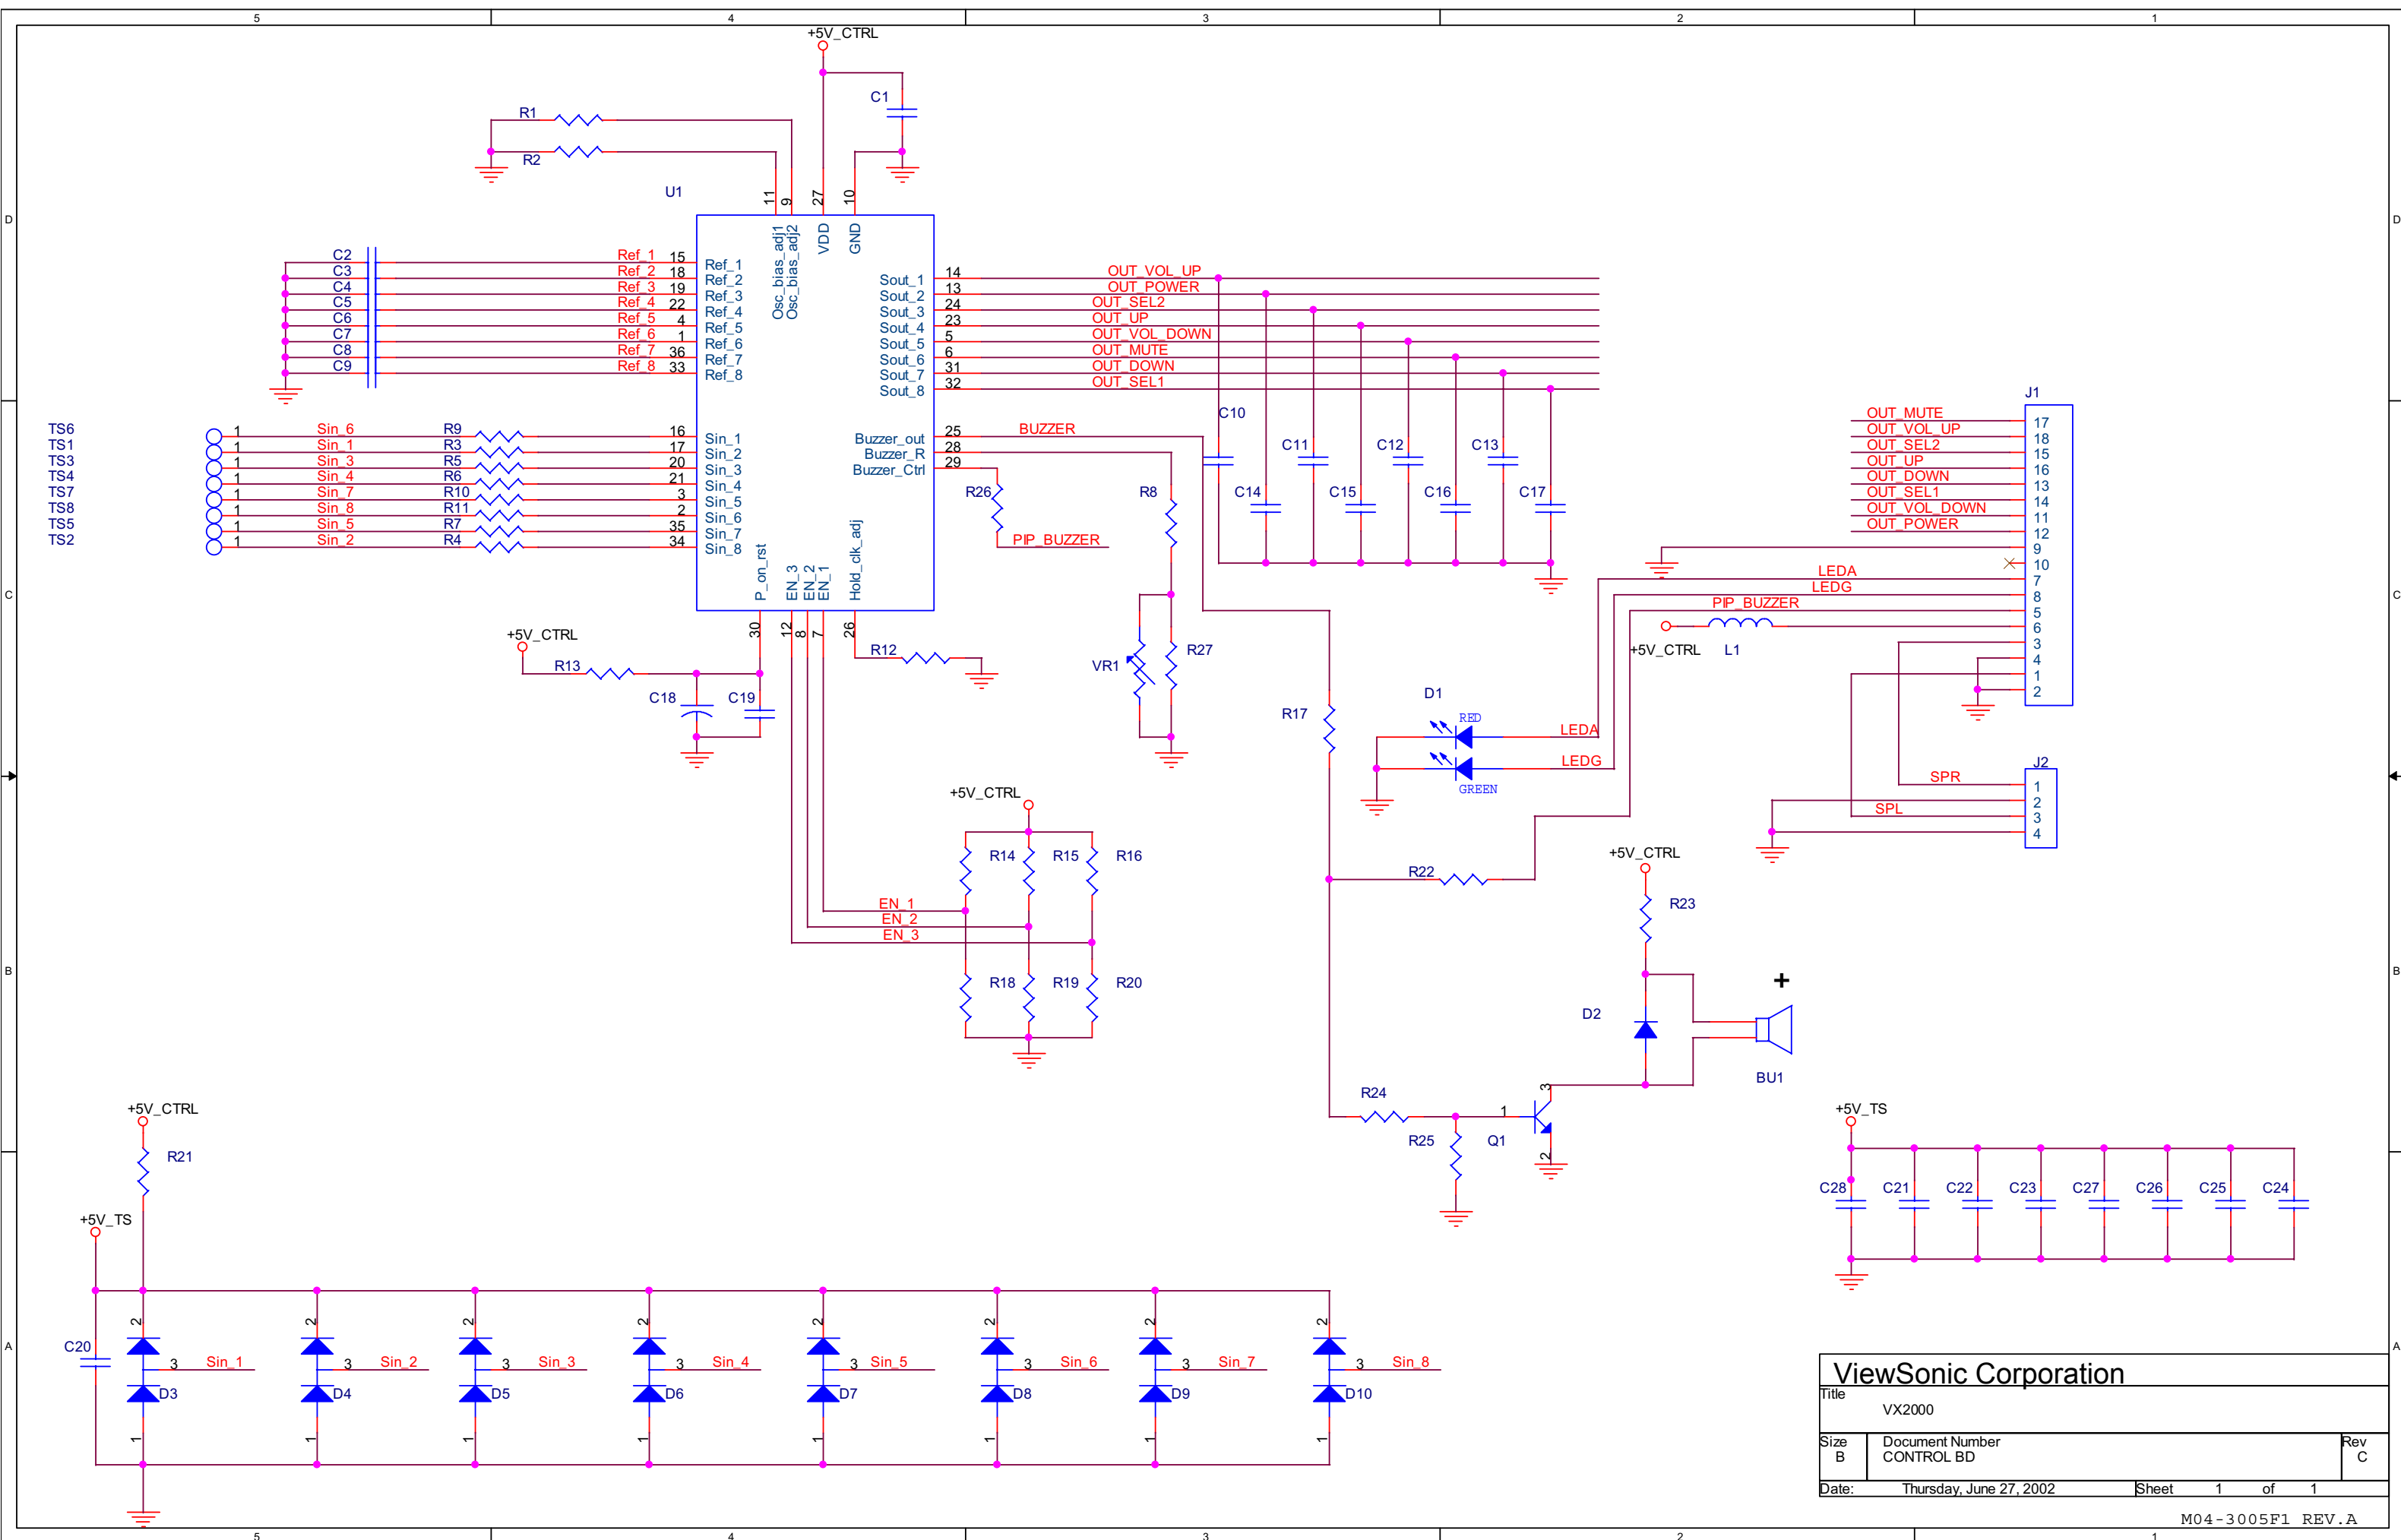 5 4 3 2 1
+5V_CTRL
C1
R1
R2
U1
11 9 27 10
D D
Osc_bias_adj1
Osc_bias_adj2
VDD
GND
C2 Ref_1 15 Ref_1
C3 Ref_2 18 Ref_2
C4 Ref_3 19 Ref_3
C5 Ref_4 22 Ref_4
C6 Ref_5 4 Ref_5
C7 Ref_6 1 Ref_6
C8 Ref_7 36 Ref_7
C9 Ref_8 33 Ref_8
Sout_1 14 OUT_VOL_UP
Sout_2 13 OUT_POWER
Sout_3 24 OUT_SEL2
Sout_4 23 OUT_UP
Sout_5 5 OUT_VOL_DOWN
Sout_6 6 OUT_MUTE
Sout_7 31 OUT_DOWN
Sout_8 32 OUT_SEL1
TS6 1 Sin_6 R9 16 Sin_1
TS1 1 Sin_1 R3 17 Sin_2
TS3 1 Sin_3 R5 20 Sin_3
TS4 1 Sin_4 R6 21 Sin_4
TS7 1 Sin_7 R10 3 Sin_5
TS8 1 Sin_8 R11 2 Sin_6
TS5 1 Sin_5 R7 35 Sin_7
TS2 1 Sin_2 R4 34 Sin_8
Buzzer_out 25 BUZZER
Buzzer_R 28
Buzzer_Ctrl 29
R26
PIP_BUZZER
R8
C10
C11 C12 C13
C14 C15 C16 C17
J1
OUT_MUTE 17
OUT_VOL_UP 18
OUT_SEL2 15
OUT_UP 16
OUT_DOWN 13
OUT_SEL1 14
OUT_VOL_DOWN 11
OUT_POWER 12
9
10
LEDA 7
LEDG 8
PIP_BUZZER 5
6
3
4
1
2
+5V_CTRL L1
C C
P_on_rst
EN_3
EN_2
EN_1
Hold_clk_adj
30 12 8 7 26
+5V_CTRL
R13
R12
C18 C19
VR1 R27
R17
D1
RED
LEDA
LEDG
GREEN
J2
SPR 1
2
SPL 3
4
+5V_CTRL
R14 R15 R16
EN_1
EN_2
EN_3
R18 R19 R20
R22
+5V_CTRL
R23
B B
+
D2
BU1
R24
1
3
R25 Q1
2
+5V_CTRL
R21
+5V_TS
+5V_TS
C28 C21 C22 C23 C27 C26 C25 C24
A A
C20
2 2 2 2 2 2 2 2
3 Sin_1 3 Sin_2 3 Sin_3 3 Sin_4 3 Sin_5 3 Sin_6 3 Sin_7 3 Sin_8
D3 D4 D5 D6 D7 D8 D9 D10
1 1 1 1 1 1 1 1
ViewSonic Corporation
Title
VX2000
Size Document Number Rev
B CONTROL BD C
Date: Thursday, June 27, 2002 Sheet 1 of 1
M04-3005F1 REV.A
5 4 3 2 1